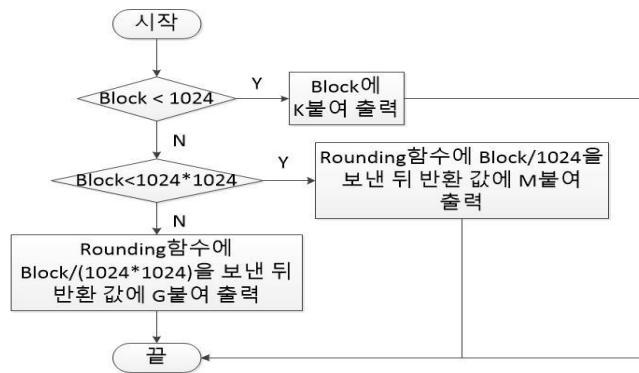 시작
Block < 1024
Y
Block에
K붙여 출력
N
Block<1024*1024
Y
Rounding함수에 Block/1024을
보낸 뒤 반환 값에 M붙여
출력
N
Rounding함수에
Block/(1024*1024)을 보낸 뒤
반환 값에 G붙여 출력
끝